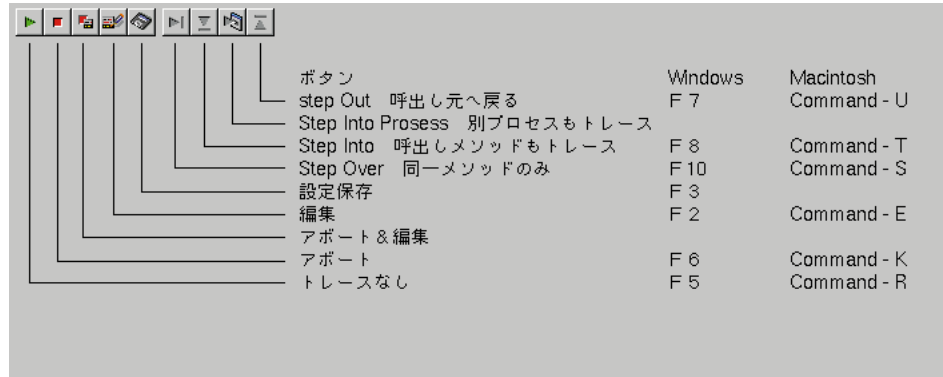 ボタン Windows Macintosh
step Out 呼出し元へ戻る F 7 Command - U
Step Into Prosess 別プロセスもトレース
Step Into 呼出しメソッドもトレース F 8 Command - T
Step Over 同一メソッドのみ F 10 Command - S
設定保存 F 3
編集 F 2 Command - E
アボート＆編集
アボート F 6 Command - K
トレースなし F 5 Command - R